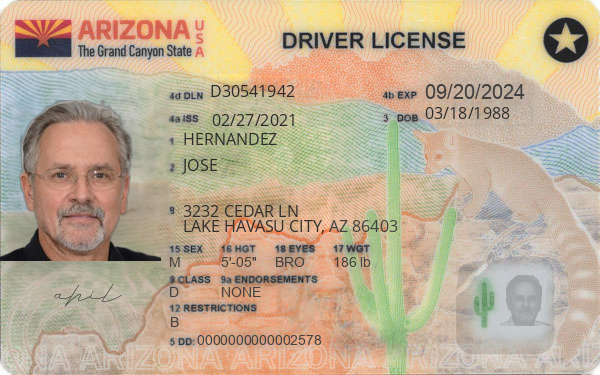 ARIZONA USA
The Grand Canyon State
DRIVER LICENSE
4d DLN D30541942
4b EXP 09/20/2024
4a ISS 02/27/2021
3 DOB 03/18/1988
1 HERNANDEZ
2 JOSE
8 3232 CEDAR LN
LAKE HAVASU CITY, AZ 86403
15 SEX 16 HGT 18 EYES 17 WGT
M 5'-05" BRO 186 lb
9 CLASS 9a ENDORSEMENTS
D NONE
12 RESTRICTIONS
B
5 DD: 0000000000002578
ARIZONA ARIZONA ARIZONA ARIZONA